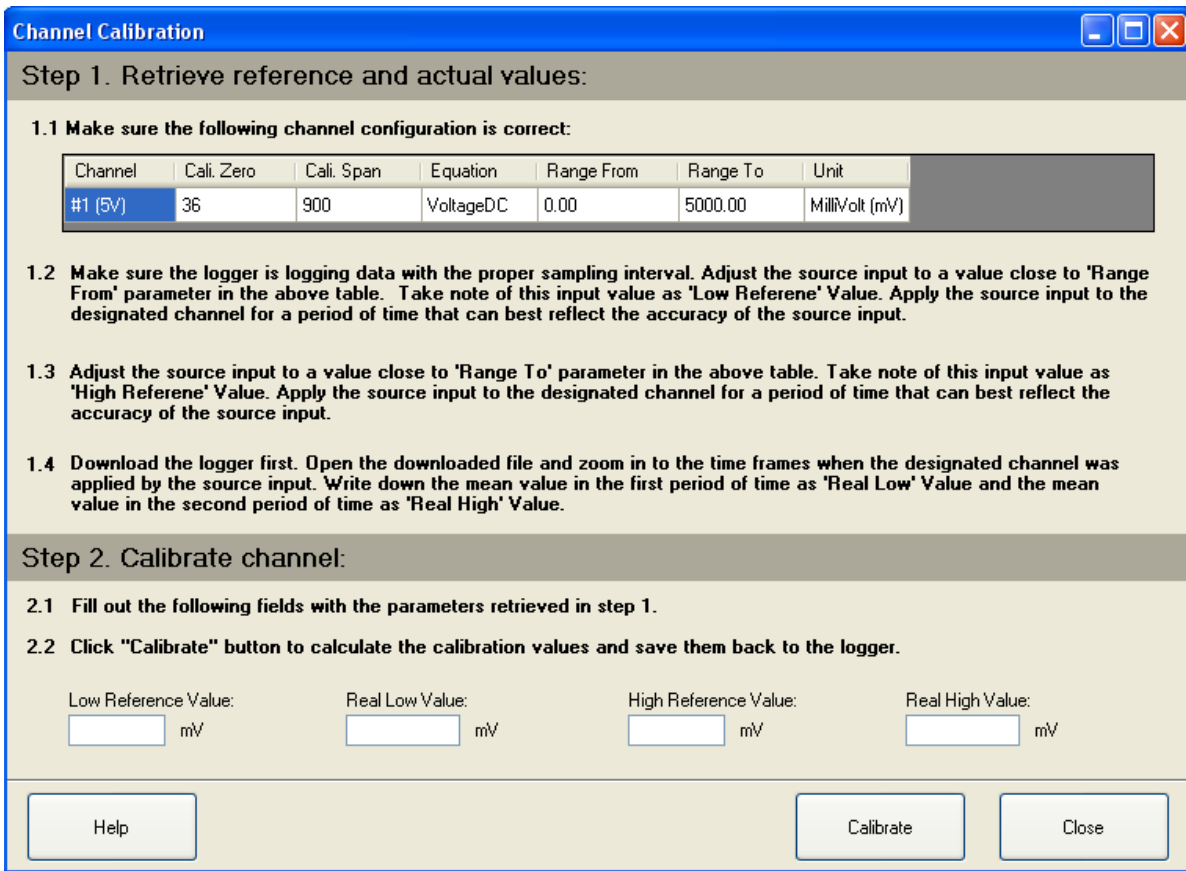 Channel Calibration
Step 1. Retrieve reference and actual values:
1.1 Make sure the following channel configuration is correct:
Channel Cali. Zero Cali. Span Equation Range From Range To Unit
#1 (5V) 36 900 VoltageDC 0.00 5000.00 MilliVolt (mV)
1.2 Make sure the logger is logging data with the proper sampling interval. Adjust the source input to a value close to 'Range
From' parameter in the above table. Take note of this input value as 'Low Referene' Value. Apply the source input to the
designated channel for a period of time that can best reflect the accuracy of the source input.
1.3 Adjust the source input to a value close to 'Range To' parameter in the above table. Take note of this input value as
'High Referene' Value. Apply the source input to the designated channel for a period of time that can best reflect the
accuracy of the source input.
1.4 Download the logger first. Open the downloaded file and zoom in to the time frames when the designated channel was
applied by the source input. Write down the mean value in the first period of time as 'Real Low' Value and the mean
value in the second period of time as 'Real High' Value.
Step 2. Calibrate channel:
2.1 Fill out the following fields with the parameters retrieved in step 1.
2.2 Click "Calibrate" button to calculate the calibration values and save them back to the logger.
Low Reference Value: Real Low Value: High Reference Value: Real High Value:
mV mV mV mV
Help Calibrate Close